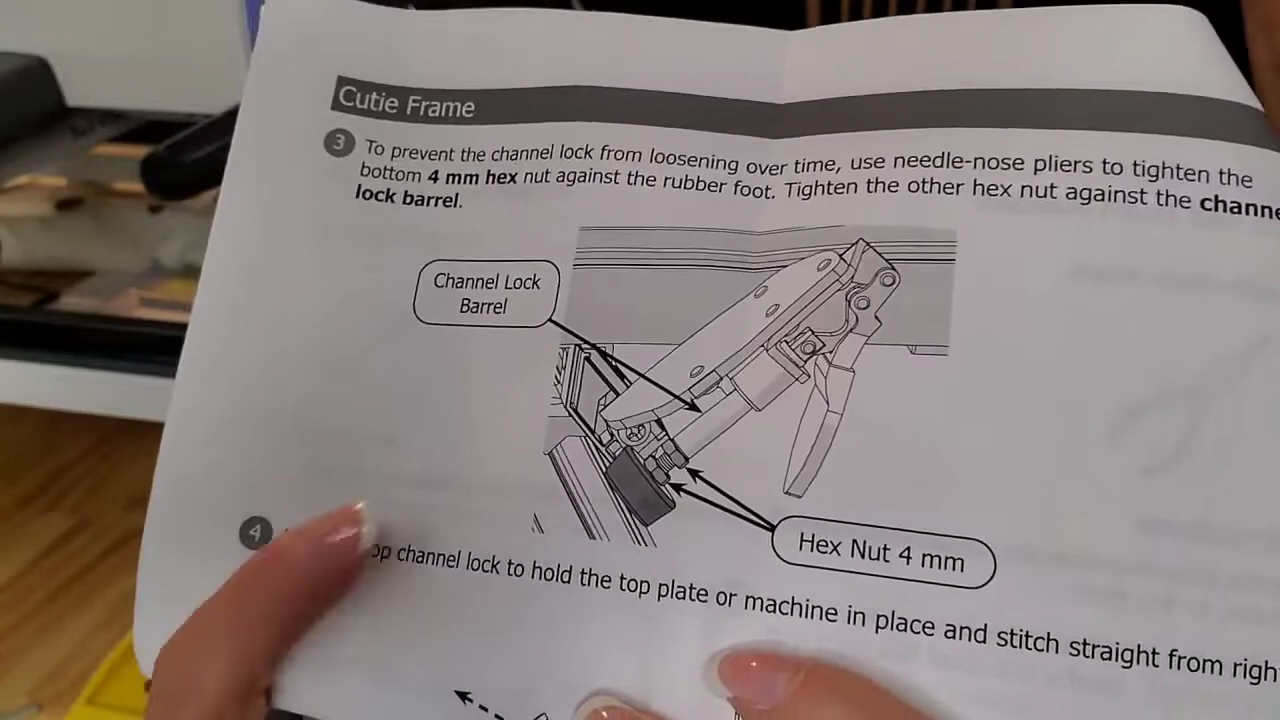 Cutie Frame
3 To prevent the channel lock from loosening over time, use needle-nose pliers to tighten the
bottom 4 mm hex nut against the rubber foot. Tighten the other hex nut against the
lock barrel.
Channel Lock
Barrel
Hex Nut 4 mm
4 channel lock to hold the top plate or machine in place and stitch straight from